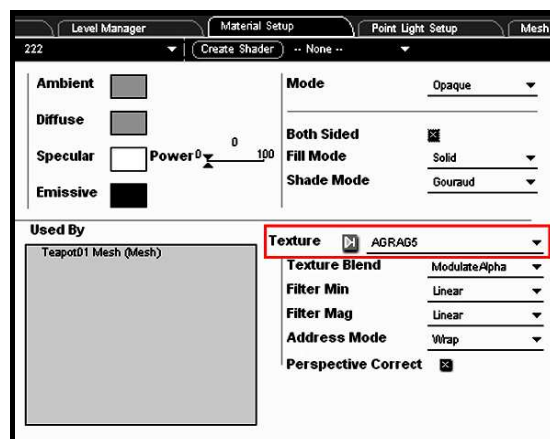 Level Manager Material Setup Point Light Setup Mesh
222 Create Shader -- None --
Ambient Mode Opaque
Diffuse
Both Sided
0
Specular Power 0 100 Fill Mode Solid
Shade Mode Gouraud
Emissive
Used By
Texture AGRAG5
Teapot01 Mesh (Mesh)
Texture Blend ModulateAlpha
Filter Min Linear
Filter Mag Linear
Address Mode Wrap
Perspective Correct